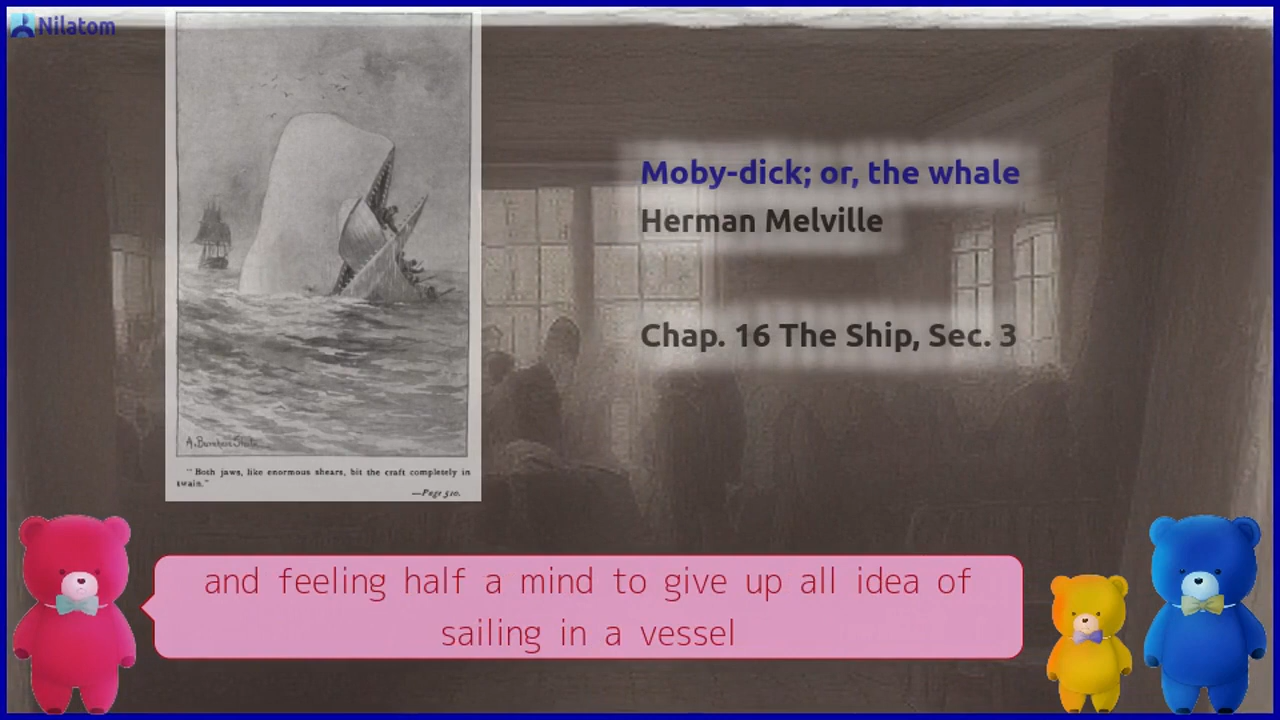 Nilatom
Moby-dick; or, the whale
Herman Melville
Chap. 16 The Ship, Sec. 3
"Both jaws, like enormous shears, bit the craft completely in
twain."
—Page 510.
and feeling half a mind to give up all idea of
sailing in a vessel